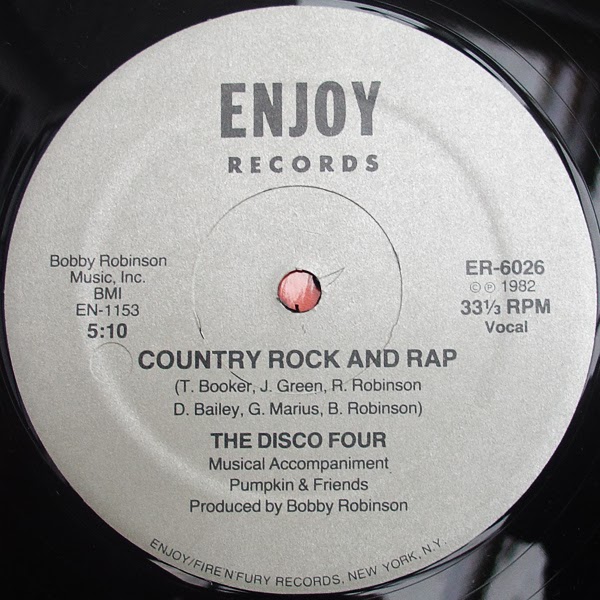 ENJOY
RECORDS
Bobby Robinson
Music, Inc.
BMI
EN-1153
5:10
ER-6026
© ℗ 1982
33⅓ RPM
Vocal
COUNTRY ROCK AND RAP
(T. Booker, J. Green, R. Robinson
D. Bailey, G. Marius, B. Robinson)
THE DISCO FOUR
Musical Accompaniment
Pumpkin & Friends
Produced by Bobby Robinson
ENJOY/FIRE'N'FURY RECORDS, NEW YORK, N.Y.